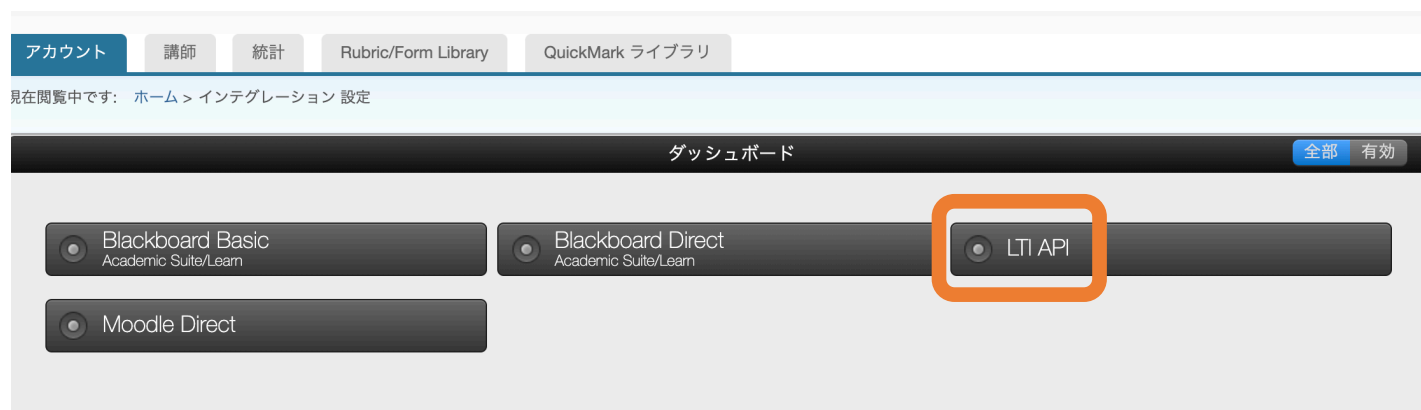 アカウント 講師 統計 Rubric/Form Library QuickMark ライブラリ
現在閲覧中です: ホーム > インテグレーション 設定
ダッシュボード 全部 有効
Blackboard Basic
Academic Suite/Learn
Blackboard Direct
Academic Suite/Learn
LTI API
Moodle Direct